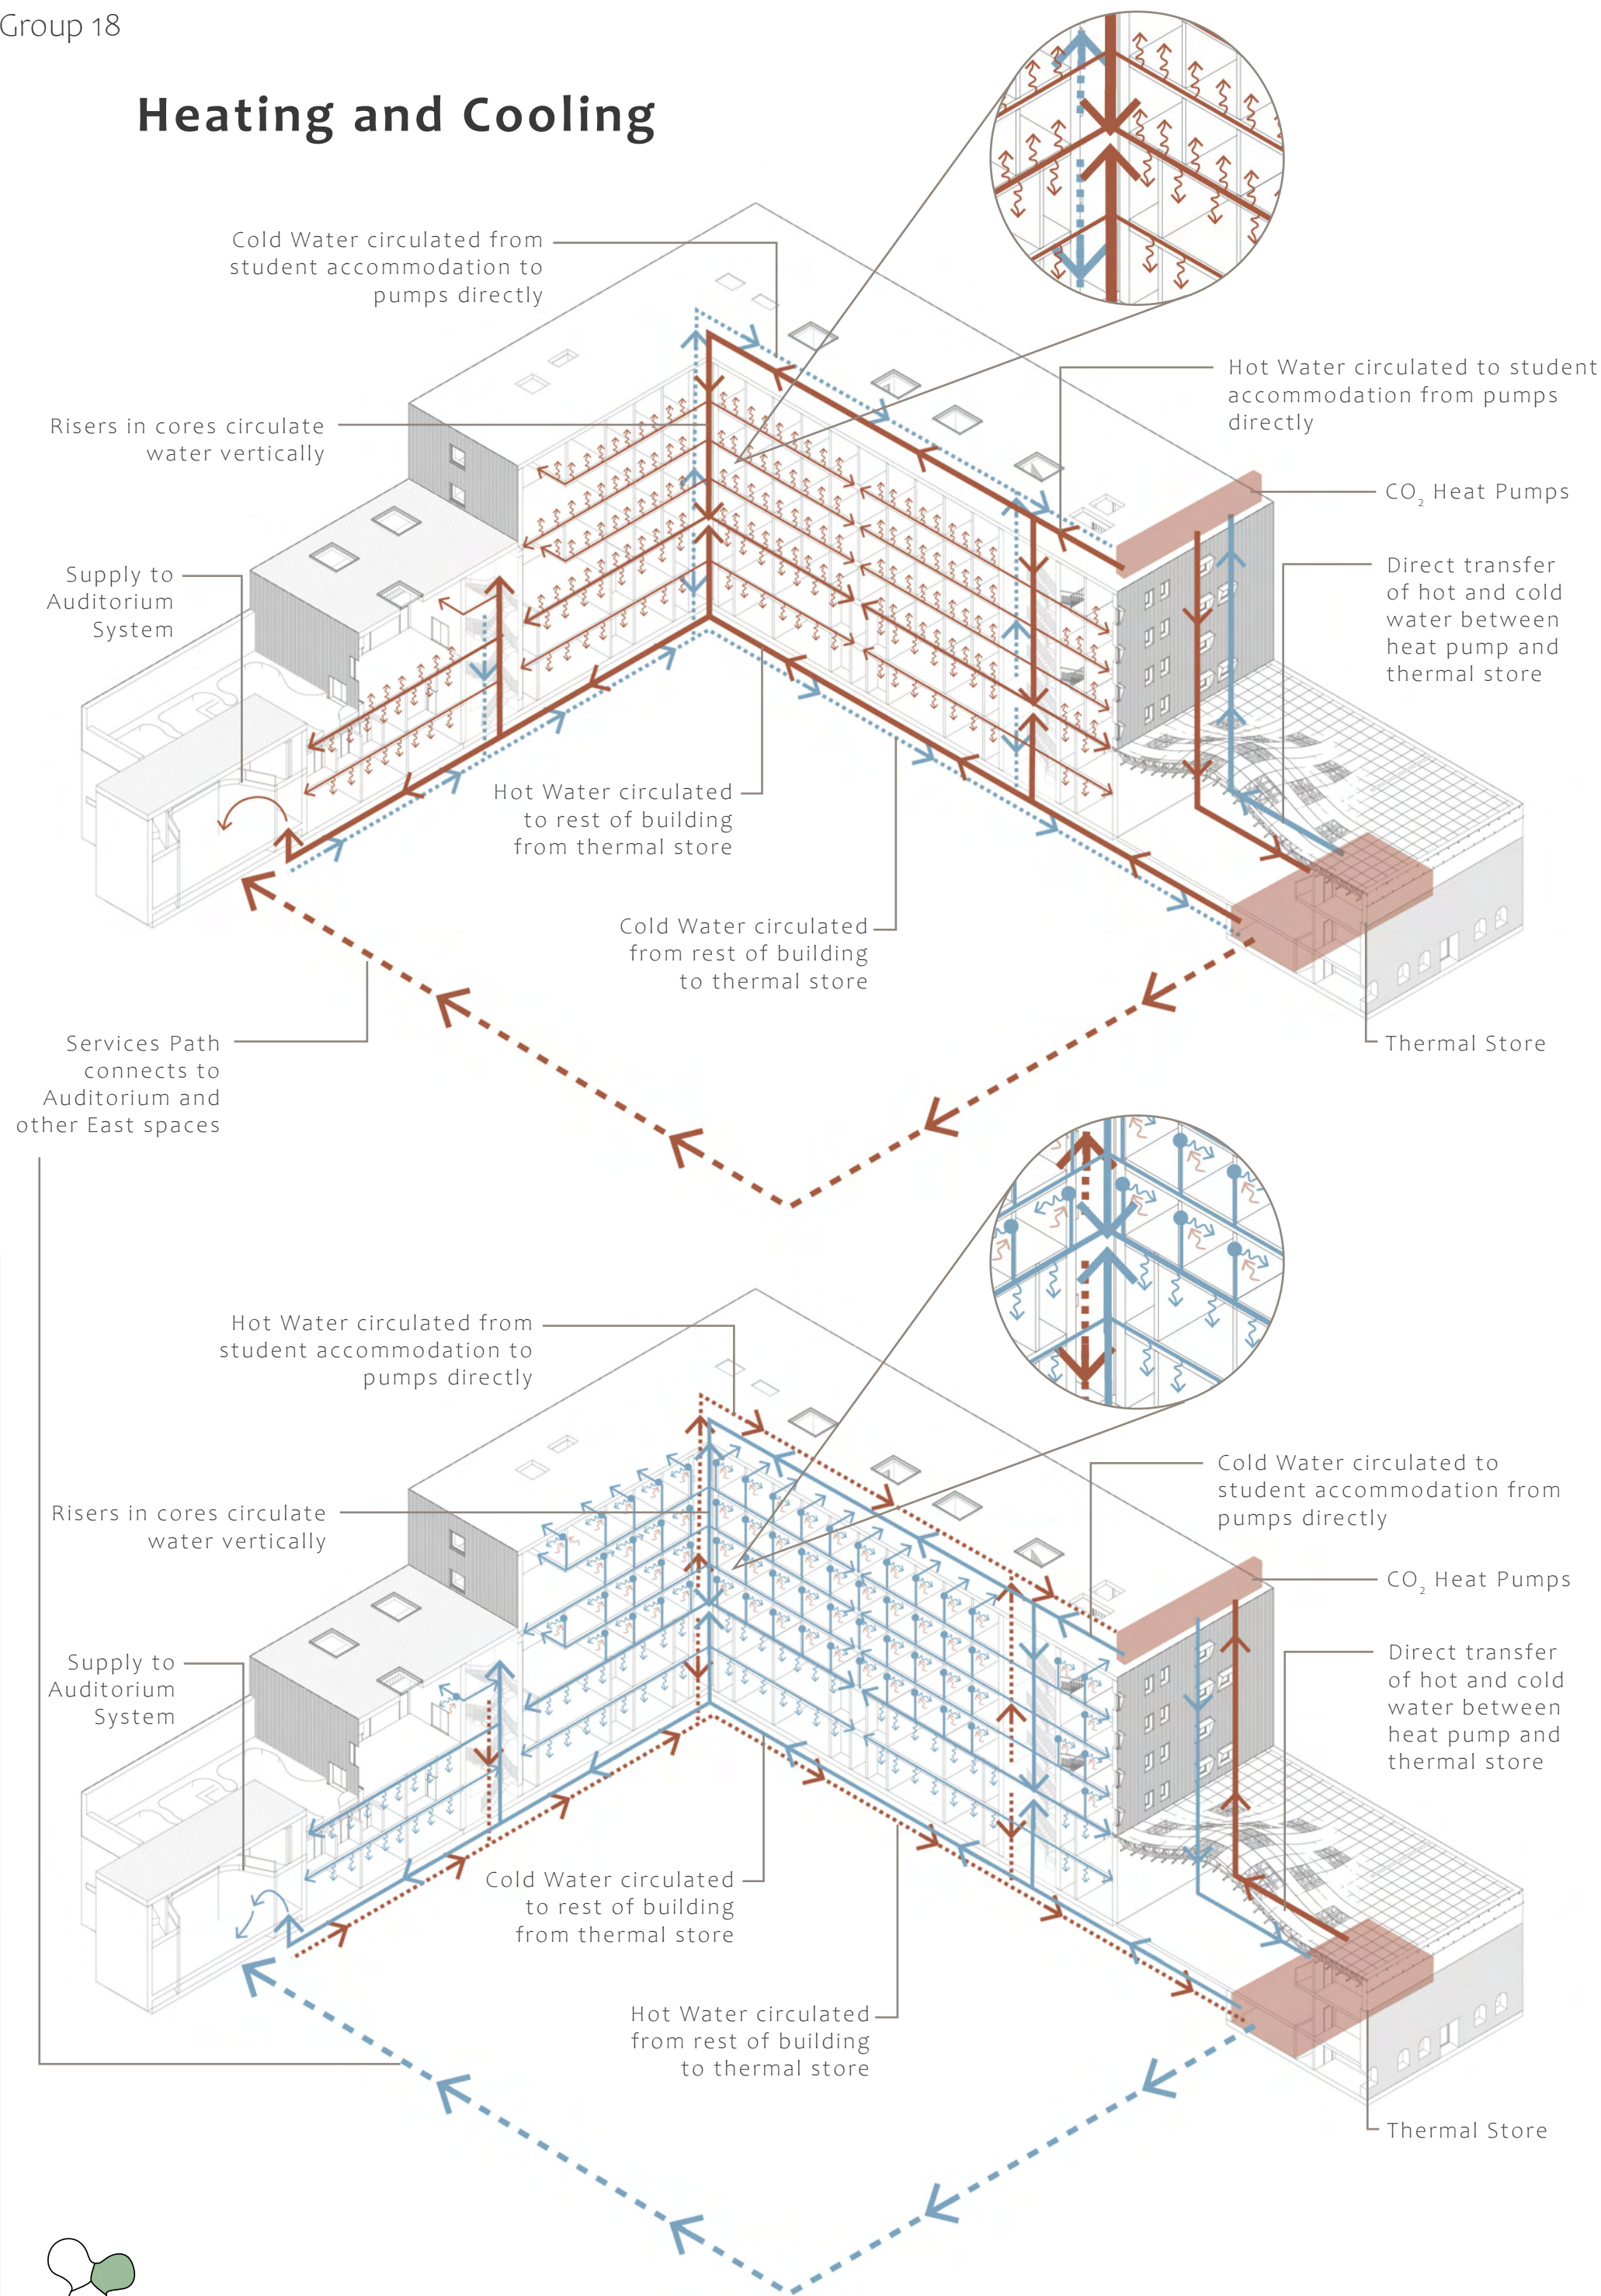 Group 18
Heating and Cooling
Cold Water circulated from
student accommodation to
pumps directly
Hot Water circulated to student
accommodation from pumps
directly
Risers in cores circulate
water vertically
CO₂ Heat Pumps
Direct transfer
of hot and cold
water between
heat pump and
thermal store
Supply to
Auditorium
System
Hot Water circulated
to rest of building
from thermal store
Cold Water circulated
from rest of building
to thermal store
Services Path
connects to
Auditorium and
other East spaces
Thermal Store
Hot Water circulated from
student accommodation to
pumps directly
Cold Water circulated to
student accommodation from
pumps directly
Risers in cores circulate
water vertically
CO₂ Heat Pumps
Direct transfer
of hot and cold
water between
heat pump and
thermal store
Supply to
Auditorium
System
Cold Water circulated
to rest of building
from thermal store
Hot Water circulated
from rest of building
to thermal store
Thermal Store